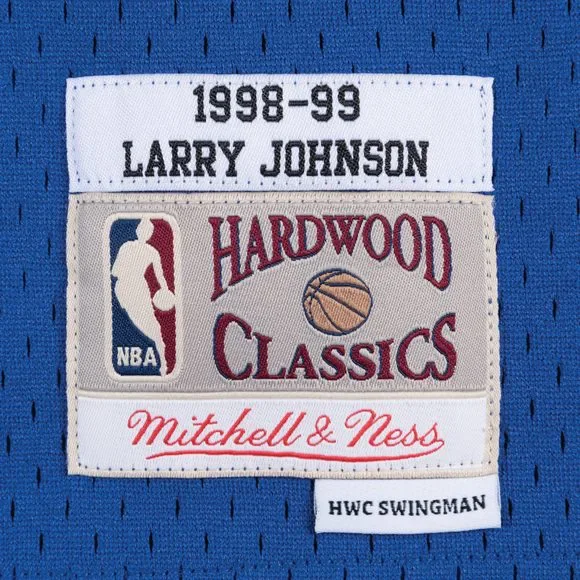 1998-99
LARRY JOHNSON
HARDWOOD
CLASSICS
NBA
Mitchell & Ness
HWC SWINGMAN